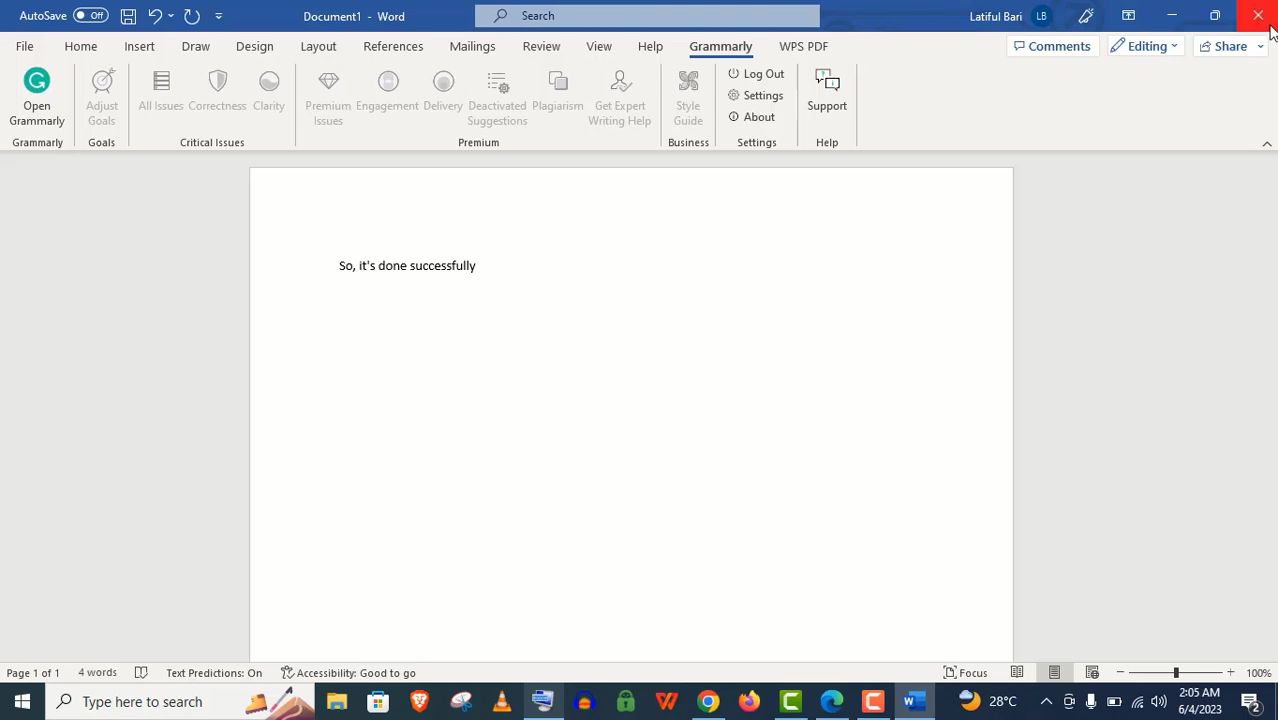 AutoSave Off Document1 - Word Search Latiful Bari LB
File Home Insert Draw Design Layout References Mailings Review View Help Grammarly WPS PDF Comments Editing Share
Open Grammarly Adjust Goals All Issues Correctness Clarity Premium Issues Engagement Delivery Deactivated Suggestions Plagiarism Get Expert Writing Help Style Guide Log Out Settings About Support
Grammarly Goals Critical Issues Premium Business Settings Help
So, it's done successfully
Page 1 of 1 4 words Text Predictions: On Accessibility: Good to go Focus 100%
Type here to search 28°C 2:05 AM
6/4/2023 2